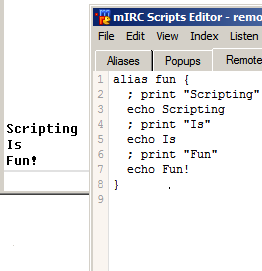 mIRC Scripts Editor - remo
File Edit View Index Listen
Aliases Popups Remote
1 alias fun {
2 ; print "Scripting"
3 echo Scripting
4 ; print "Is"
5 echo Is
6 ; print "Fun"
7 echo Fun!
8 }
9
Scripting
Is
Fun!